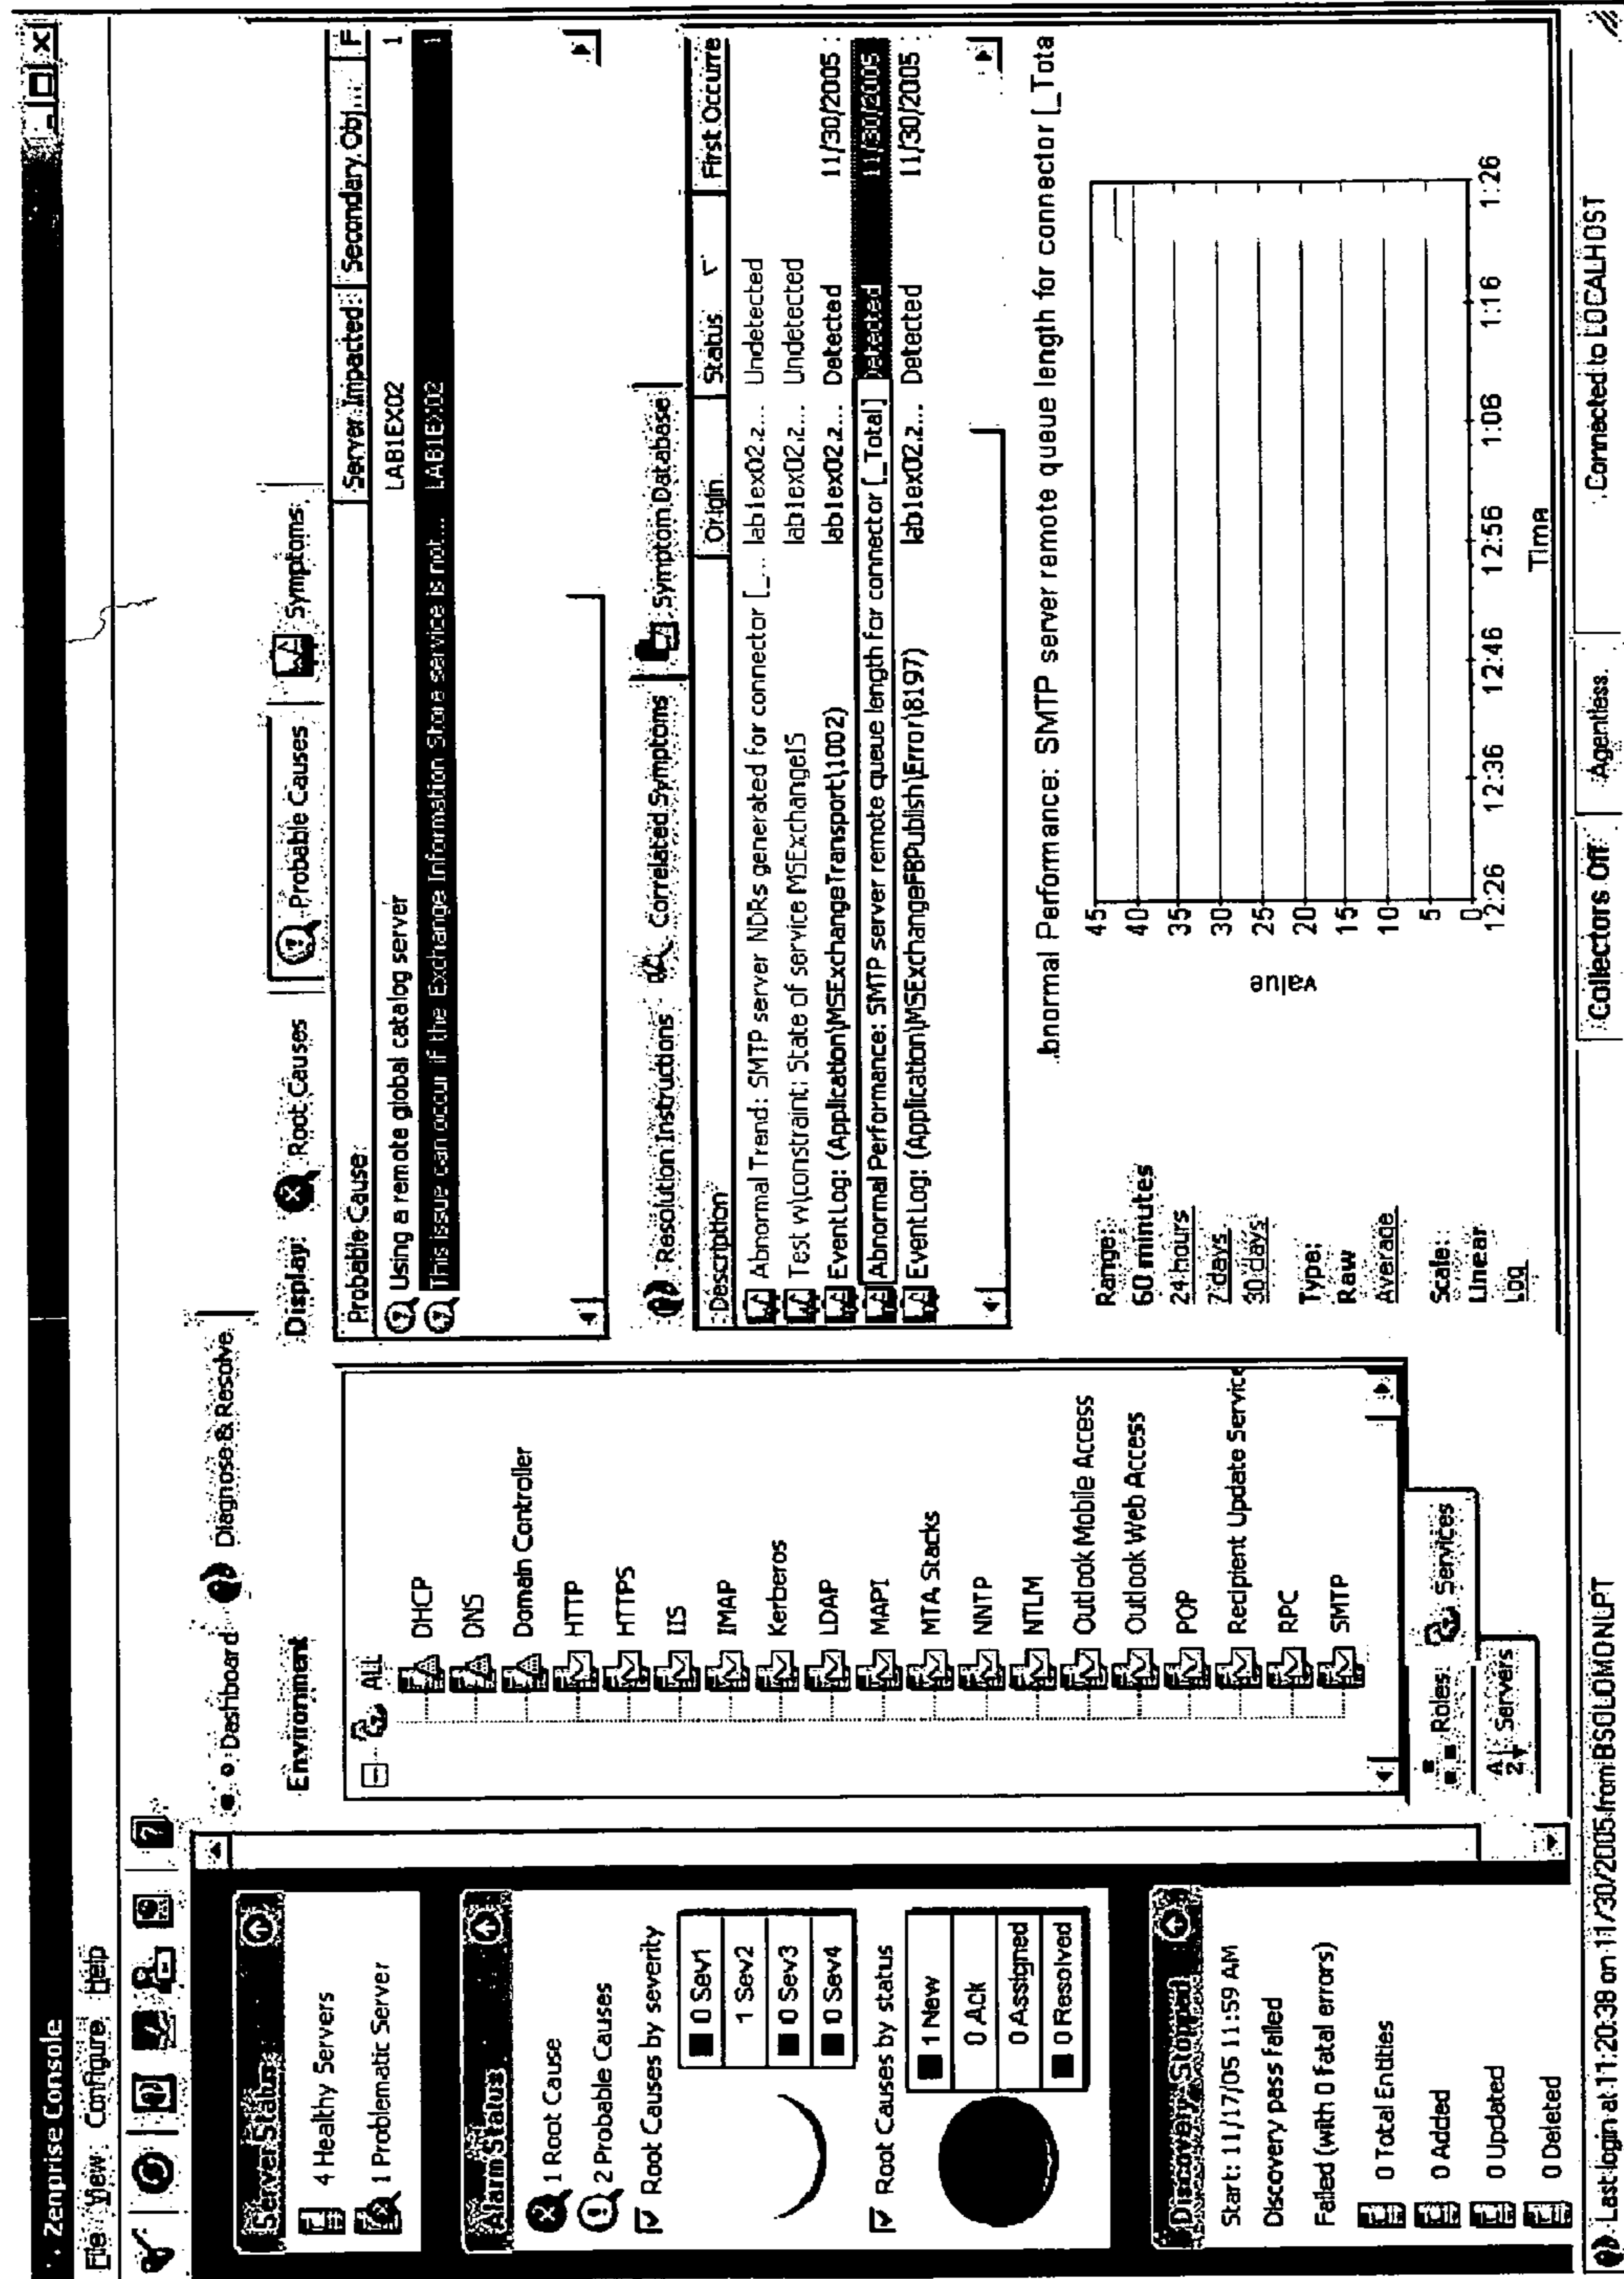 Zenprise Console
File View Configure Help
Server Status
4 Healthy Servers
1 Problematic Server
Alarm Status
1 Root Cause
2 Probable Causes
Root Causes by severity
0 Sev1
1 Sev2
0 Sev3
0 Sev4
Root Causes by status
1 New
0 Ack
0 Assigned
0 Resolved
Discovery Stopped
Start: 11/17/05 11:59 AM
Discovery pass failed
Failed (with 0 fatal errors)
0 Total Entities
0 Added
0 Updated
0 Deleted
Dashboard Diagnose & Resolve
Environment
ALL
DHCP
DNS
Domain Controller
HTTP
HTTPS
IIS
IMAP
Kerberos
LDAP
MAPI
MTA Stacks
NNTP
NTLM
Outlook Mobile Access
Outlook Web Access
POP
Recipient Update Service
RPC
SMTP
Roles Services
Servers
Display: Root Causes Probable Causes Symptoms
Probable Cause Server Impacted Secondary Obj... F
Using a remote global catalog server LAB1EX02 1
This issue can occur if the Exchange Information Store service is not... LAB1EX02 1
Resolution Instructions Correlated Symptoms Symptom Database
Description Origin Status First Occurre
Abnormal Trend: SMTP server NDRs generated for connector [_... lab1ex02.2... Undetected
Test w\constraint: State of service MSExchangeIS lab1ex02.2... Undetected
EventLog: (Application\MSExchangeTransport\1002) lab1ex02.2... Detected 11/30/2005
Abnormal Performance: SMTP server remote queue length for connector [_Total] Detected 11/30/2005
EventLog: (Application\MSExchangeFBPublish\Error\8197) lab1ex02.2... Detected 11/30/2005
Range:
60 minutes
24 hours
7 days
30 days
Type:
Raw
Average
Scale:
Linear
Log
.bnormal Performance: SMTP server remote queue length for connector [_Tota
value
45
40
35
30
25
20
15
10
5
0
12:26 12:36 12:46 12:56 1:06 1:16 1:26
Time
Last login at 11:20:38 on 11/30/2005 from BSOLOMONLPT Collectors Off Agentless. Connected to LOCALHOST